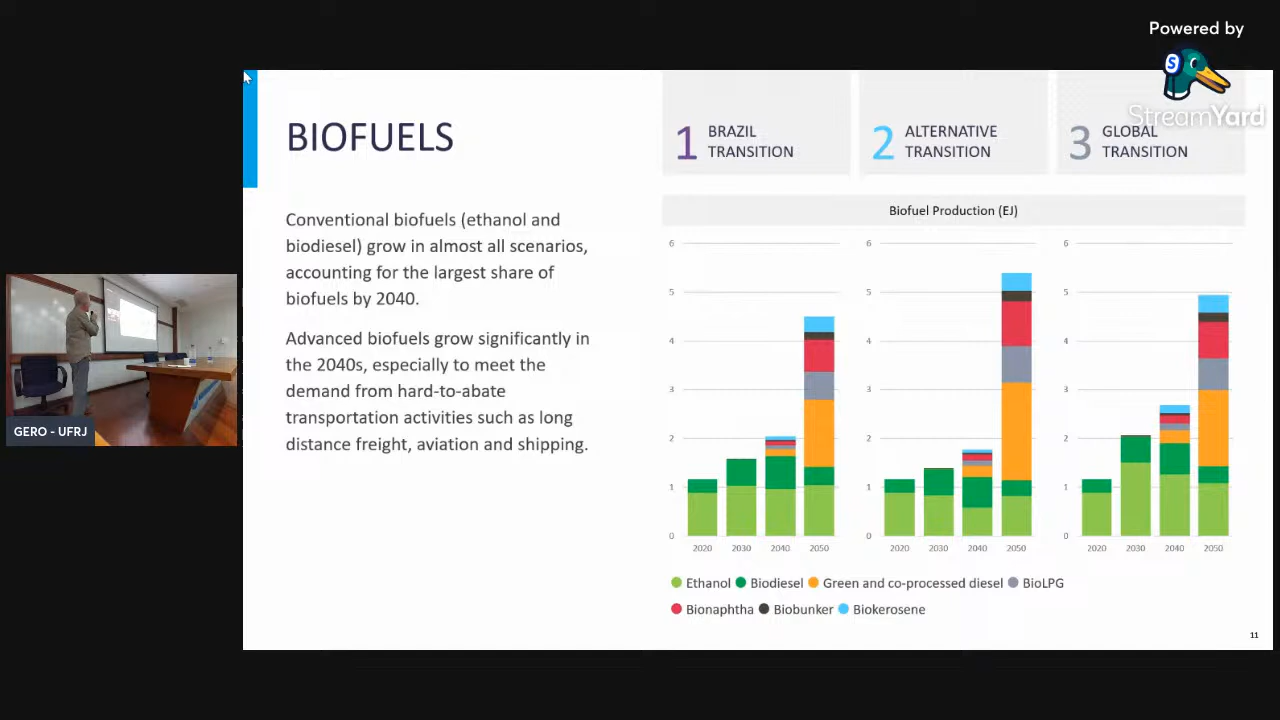 Powered by
S
StreamYard
BIOFUELS
1 BRAZIL
TRANSITION
2 ALTERNATIVE
TRANSITION
3 GLOBAL
TRANSITION
Conventional biofuels (ethanol and
biodiesel) grow in almost all scenarios,
accounting for the largest share of
biofuels by 2040.
Advanced biofuels grow significantly in
the 2040s, especially to meet the
demand from hard-to-abate
transportation activities such as long
distance freight, aviation and shipping.
GERO - UFRJ
Biofuel Production (EJ)
6
5
4
3
2
1
0
2020 2030 2040 2050
6
5
4
3
2
1
0
2020 2030 2040 2050
6
5
4
3
2
1
0
2020 2030 2040 2050
Ethanol Biodiesel Green and co-processed diesel BioLPG
Bionaphtha Biobunker Biokerosene
11